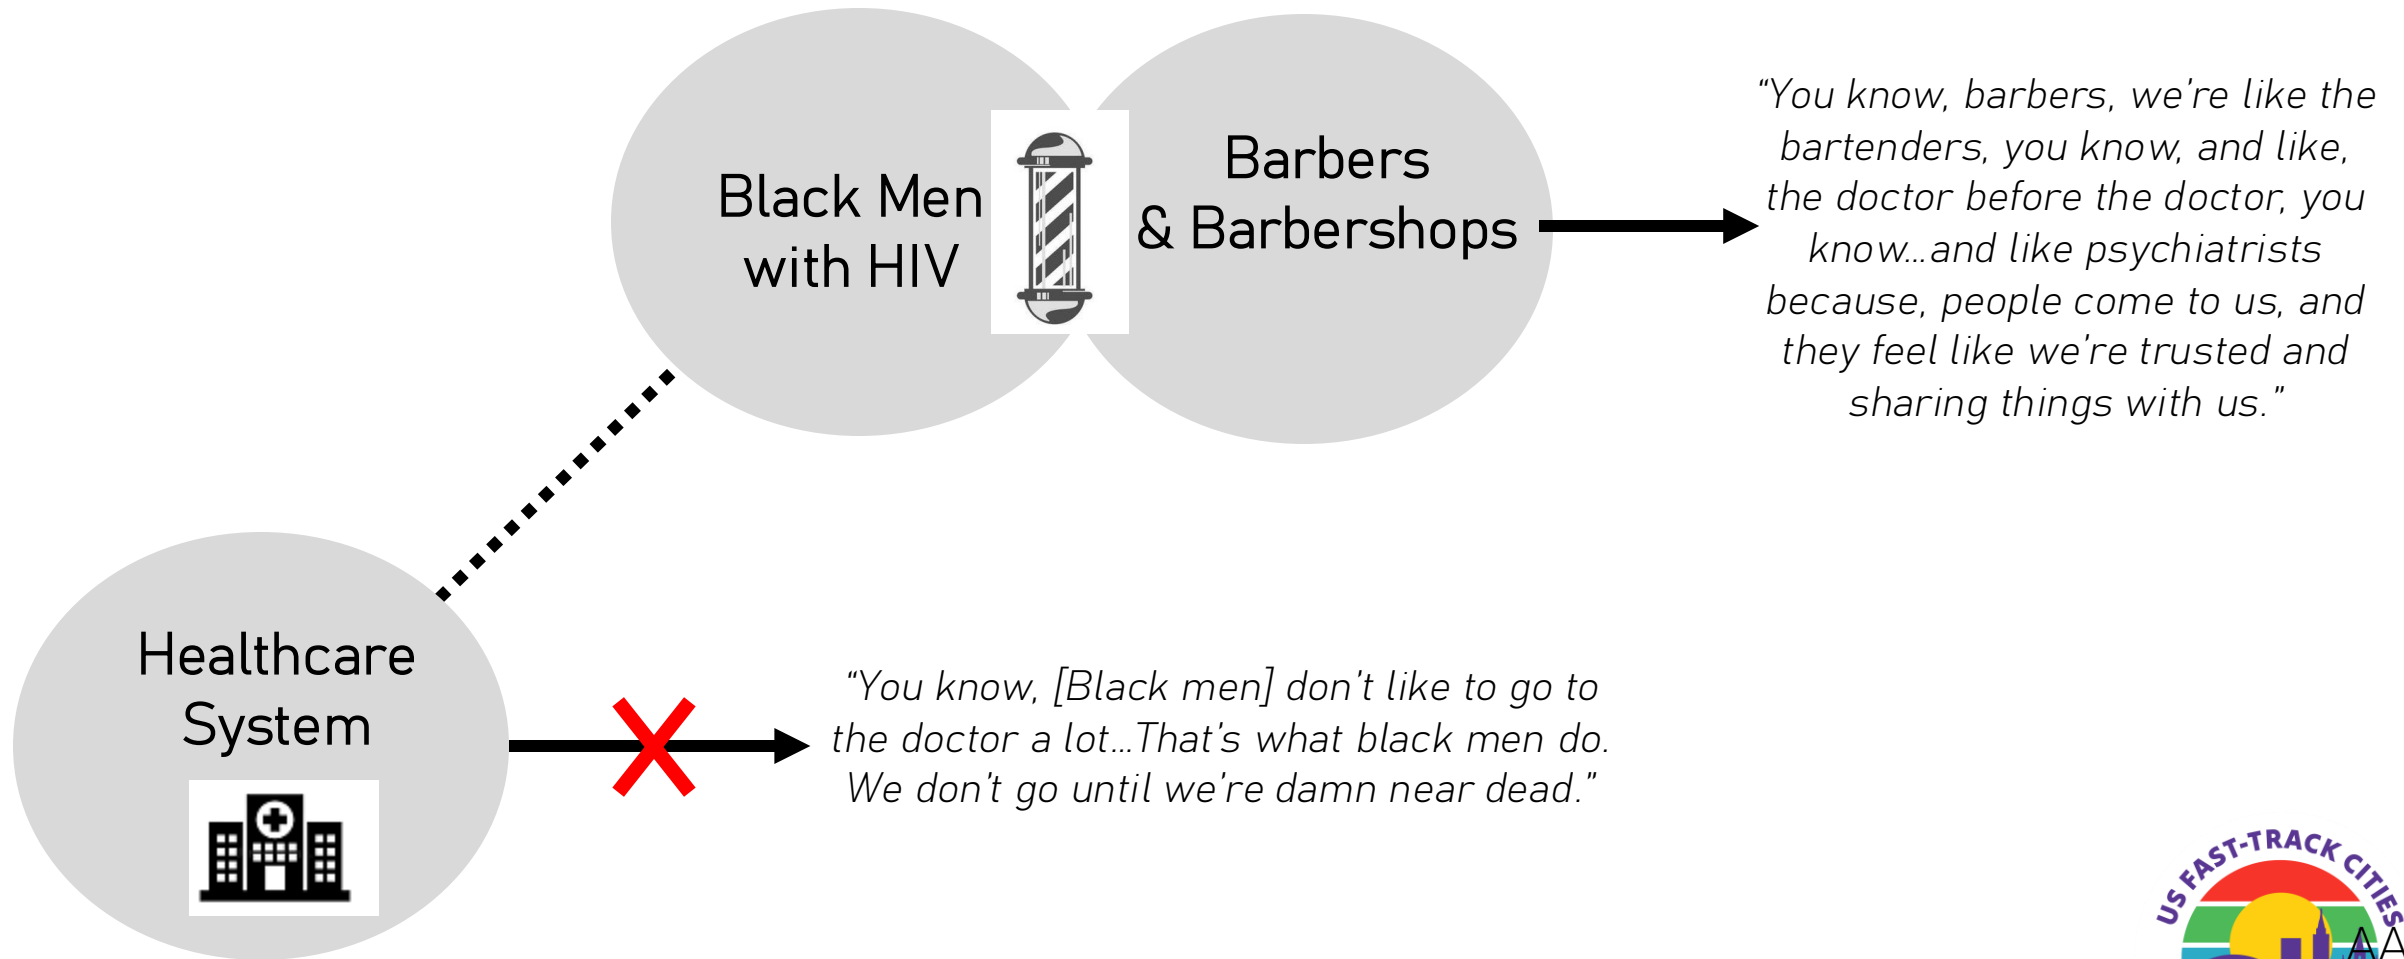 Black Men
with HIV
Barbers
& Barbershops
“You know, barbers, we’re like the
bartenders, you know, and like,
the doctor before the doctor, you
know…and like psychiatrists
because, people come to us, and
they feel like we’re trusted and
sharing things with us.”
Healthcare
System
“You know, [Black men] don’t like to go to
the doctor a lot…That’s what black men do.
We don’t go until we’re damn near dead.”
US FAST-TRACK CITIES
AA